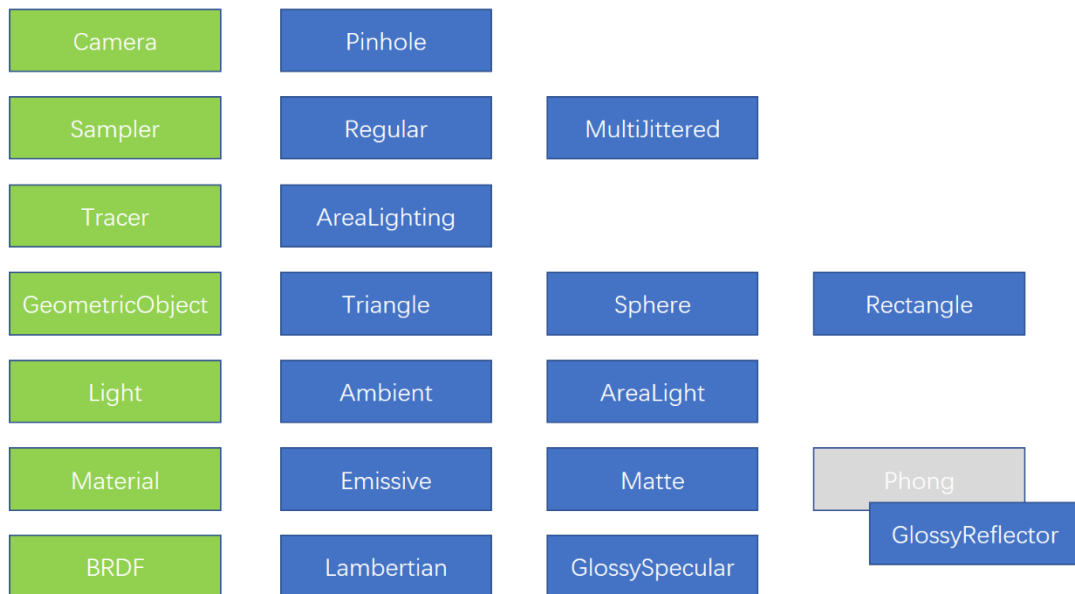 Camera
Pinhole
Sampler
Regular
MultiJittered
Tracer
AreaLighting
GeometricObject
Triangle
Sphere
Rectangle
Light
Ambient
AreaLight
Material
Emissive
Matte
Phong
GlossyReflector
BRDF
Lambertian
GlossySpecular